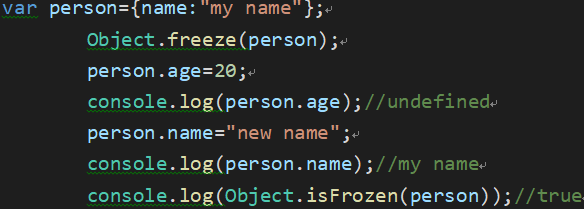 var person={name:"my name"};↵
Object.freeze(person);↵
person.age=20;↵
console.log(person.age);//undefined↵
person.name="new name";↵
console.log(person.name);//my name↵
console.log(Object.isFrozen(person));//true